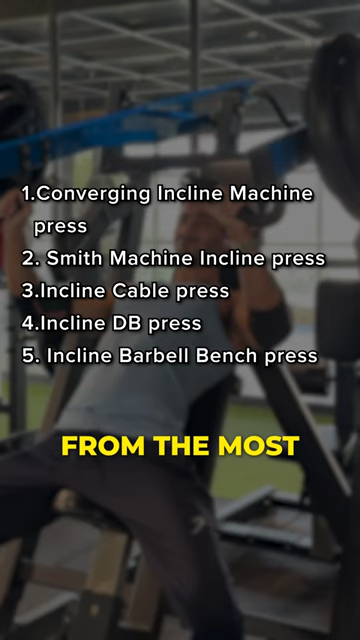 1.Converging Incline Machine
press
2. Smith Machine Incline press
3.Incline Cable press
4.Incline DB press
5. Incline Barbell Bench press
FROM THE MOST